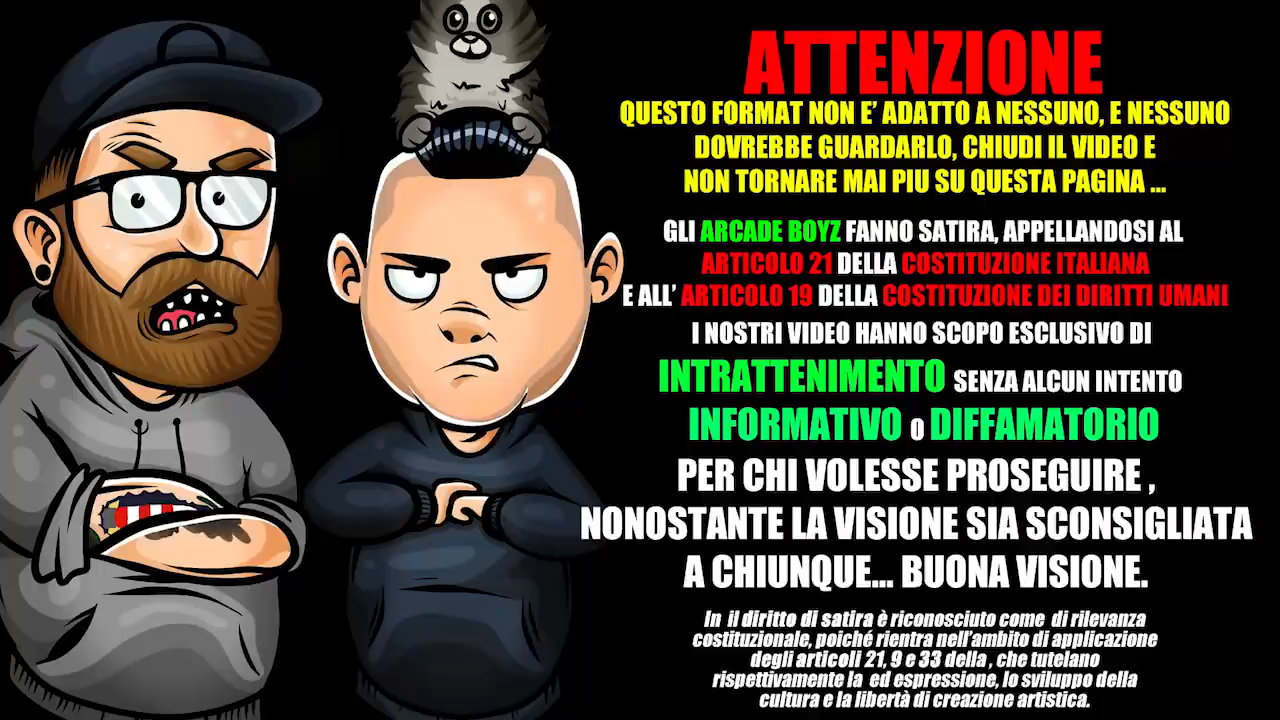 ATTENZIONE
QUESTO FORMAT NON E' ADATTO A NESSUNO, E NESSUNO
DOVREBBE GUARDARLO, CHIUDI IL VIDEO E
NON TORNARE MAI PIU SU QUESTA PAGINA ...
GLI ARCADE BOYZ FANNO SATIRA, APPELLANDOSI AL
ARTICOLO 21 DELLA COSTITUZIONE ITALIANA
E ALL' ARTICOLO 19 DELLA COSTITUZIONE DEI DIRITTI UMANI
I NOSTRI VIDEO HANNO SCOPO ESCLUSIVO DI
INTRATTENIMENTO SENZA ALCUN INTENTO
INFORMATIVO O DIFFAMATORIO
PER CHI VOLESSE PROSEGUIRE ,
NONOSTANTE LA VISIONE SIA SCONSIGLIATA
A CHIUNQUE... BUONA VISIONE.
In il diritto di satira è riconosciuto come di rilevanza
costituzionale, poiché rientra nell'ambito di applicazione
degli articoli 21, 9 e 33 della , che tutelano
rispettivamente la ed espressione, lo sviluppo della
cultura e la libertà di creazione artistica.